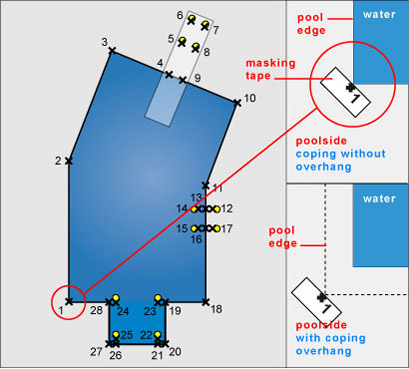 6
7
5
8
3
4
9
10
2
11
13
14
12
15
17
16
1
28
24
23
19
18
25
22
27
26
21
20
pool
edge
water
masking
tape
1
poolside
coping without
overhang
water
pool
edge
1
poolside
with coping
overhang